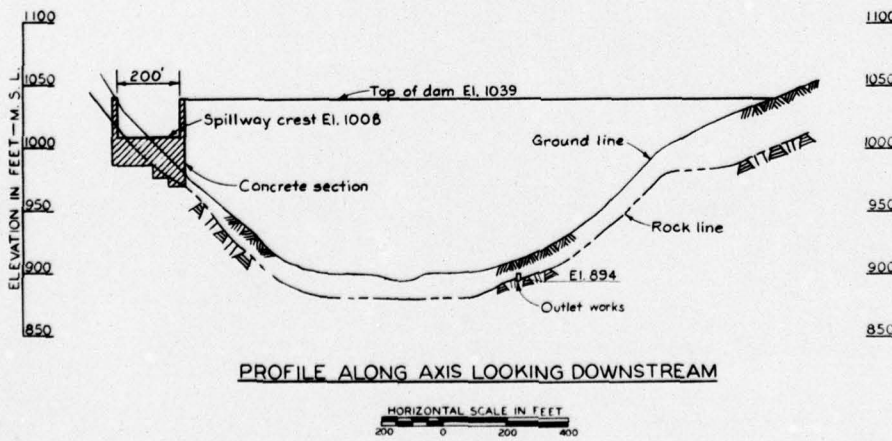 1100
1050
1000
950
900
850
ELEVATION IN FEET—M. S. L.
200'
Top of dam El. 1039
Spillway crest El. 1008
Ground line
Concrete section
Rock line
El. 894
Outlet works
1100
1050
1000
950
900
850
PROFILE ALONG AXIS LOOKING DOWNSTREAM
HORIZONTAL SCALE IN FEET
200 0 200 400